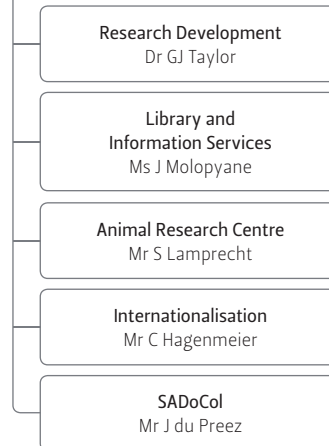 Research Development
Dr GJ Taylor
Library and
Information Services
Ms J Molopyane
Animal Research Centre
Mr S Lamprecht
Internationalisation
Mr C Hagenmeier
SADoCol
Mr J du Preez